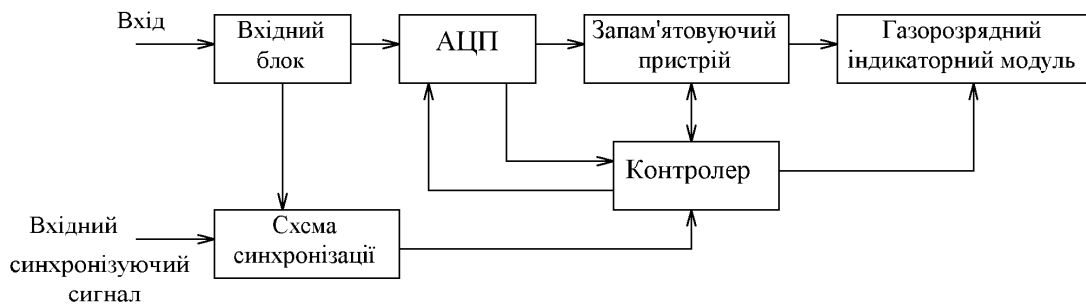 Вхід
Вхідний
блок
АЦП
Запам'ятовуючий
пристрій
Газорозрядний
індикаторний модуль
Контролер
Вхідний
синхронізуючий
сигнал
Схема
синхронізації